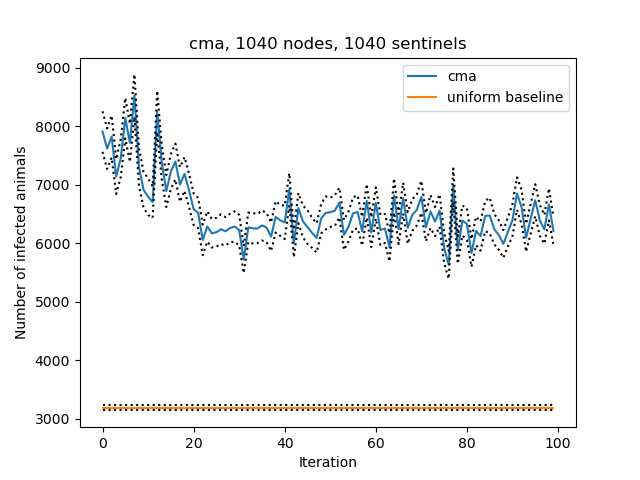 cma, 1040 nodes, 1040 sentinels
cma
uniform baseline
9000
8000
7000
6000
5000
4000
3000
Number of infected animals
0 20 40 60 80 100
Iteration